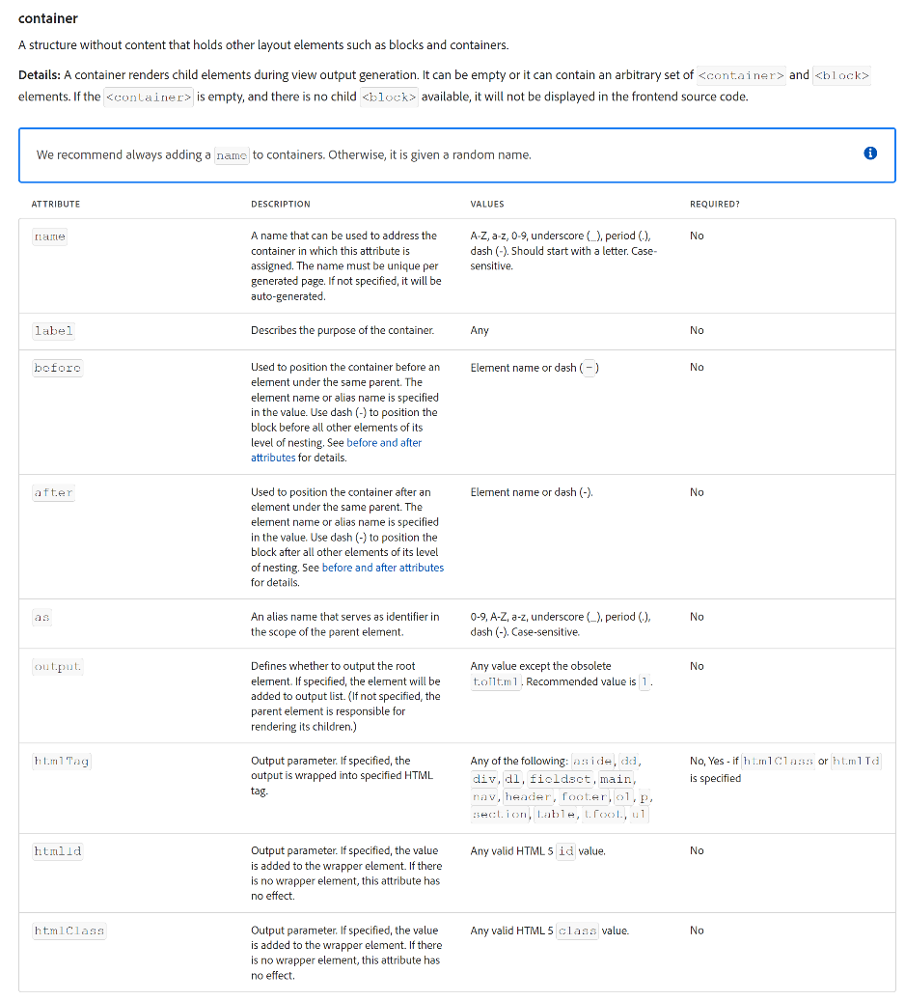 container
A structure without content that holds other layout elements such as blocks and containers.
Details: A container renders child elements during view output generation. It can be empty or it can contain an arbitrary set of <container> and <block>
elements. If the <container> is empty, and there is no child <block> available, it will not be displayed in the frontend source code.
We recommend always adding a name to containers. Otherwise, it is given a random name.
ATTRIBUTE DESCRIPTION VALUES REQUIRED?
name A name that can be used to address the A-Z, a-z, 0-9, underscore (_), period (.), No
container in which this attribute is dash (-). Should start with a letter. Case-
assigned. The name must be unique per sensitive.
generated page. If not specified, it will be
auto-generated.
label Describes the purpose of the container. Any No
before Used to position the container before an Element name or dash (-) No
element under the same parent. The
element name or alias name is specified
in the value. Use dash (-) to position the
block before all other elements of its
level of nesting. See before and after
attributes for details.
after Used to position the container after an Element name or dash (-). No
element under the same parent. The
element name or alias name is specified
in the value. Use dash (-) to position the
block after all other elements of its level
of nesting. See before and after attributes
for details.
as An alias name that serves as identifier in 0-9, A-Z, a-z, underscore (_), period (.), No
the scope of the parent element. dash (-). Case-sensitive.
output Defines whether to output the root Any value except the obsolete No
element. If specified, the element will be toHtml. Recommended value is 1.
added to output list. (If not specified, the
parent element is responsible for
rendering its children.)
htmlTag Output parameter. If specified, the Any of the following: aside, dd, No, Yes - if htmlClass or htmlId
output is wrapped into specified HTML div, dl, fieldset, main, is specified
tag. nav, header, footer, ol, p,
section, table, tfoot, ul
htmlId Output parameter. If specified, the value Any valid HTML 5 id value. No
is added to the wrapper element. If there
is no wrapper element, this attribute has
no effect.
htmlClass Output parameter. If specified, the value Any valid HTML 5 class value. No
is added to the wrapper element. If there
is no wrapper element, this attribute has
no effect.